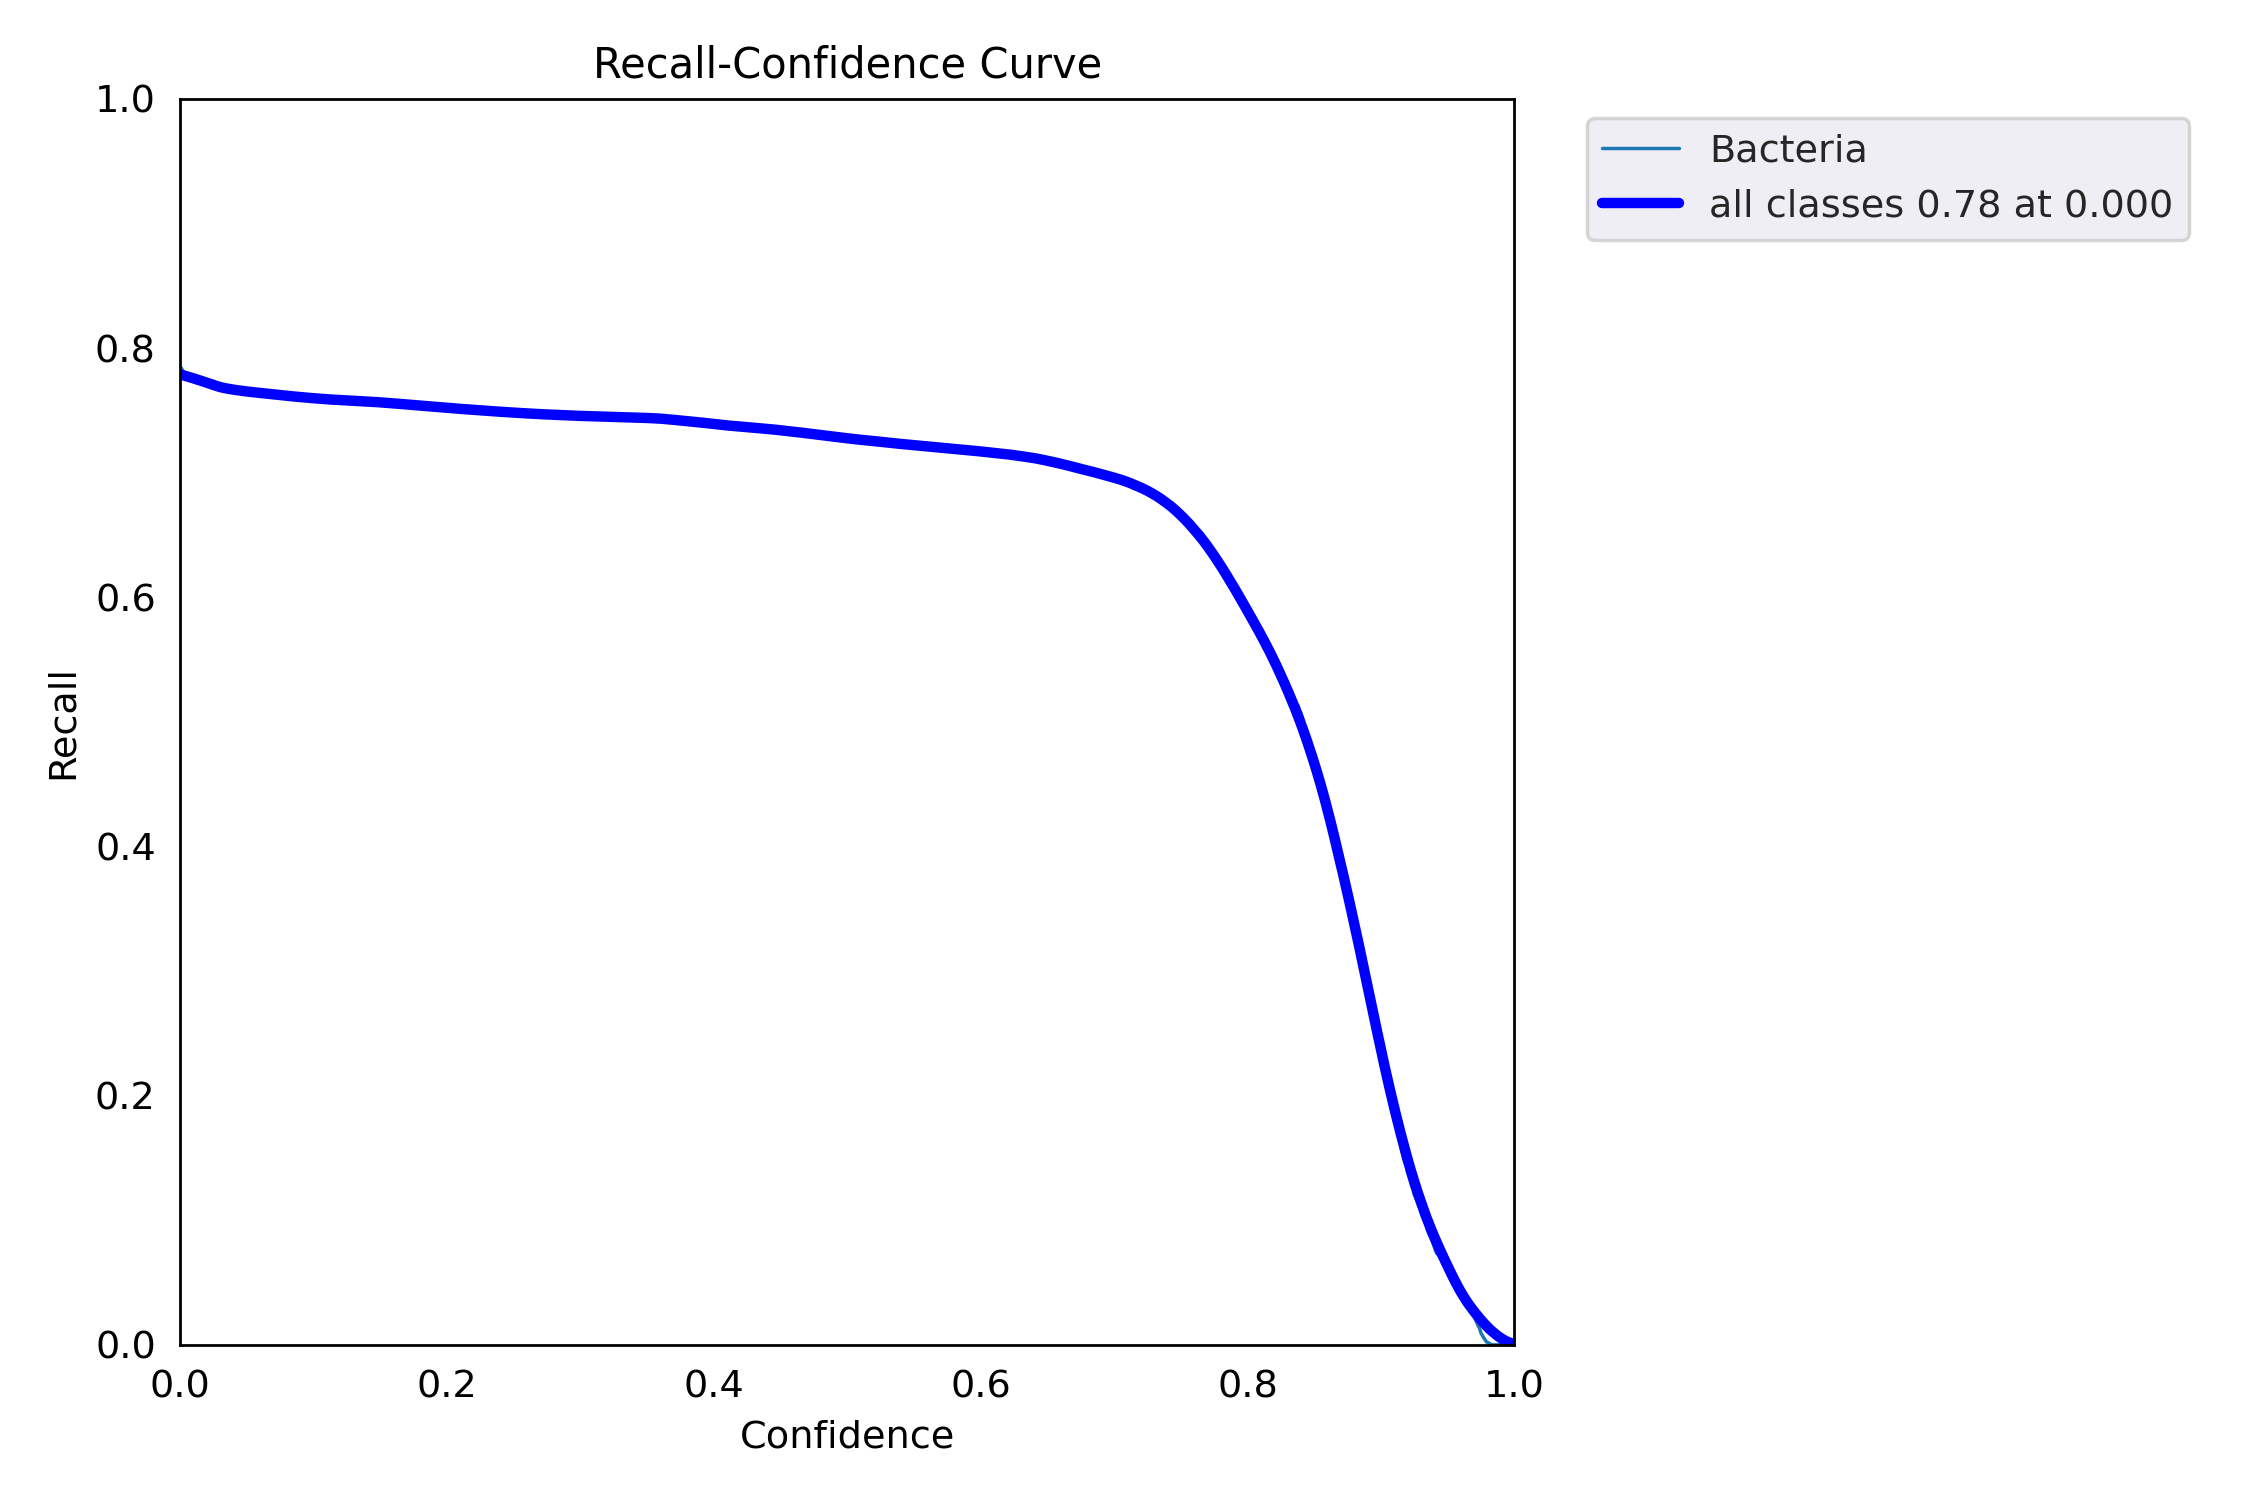 Recall-Confidence Curve
1.0
0.8
0.6
0.4
0.2
0.0
Recall
0.0 0.2 0.4 0.6 0.8 1.0
Confidence
Bacteria
all classes 0.78 at 0.000